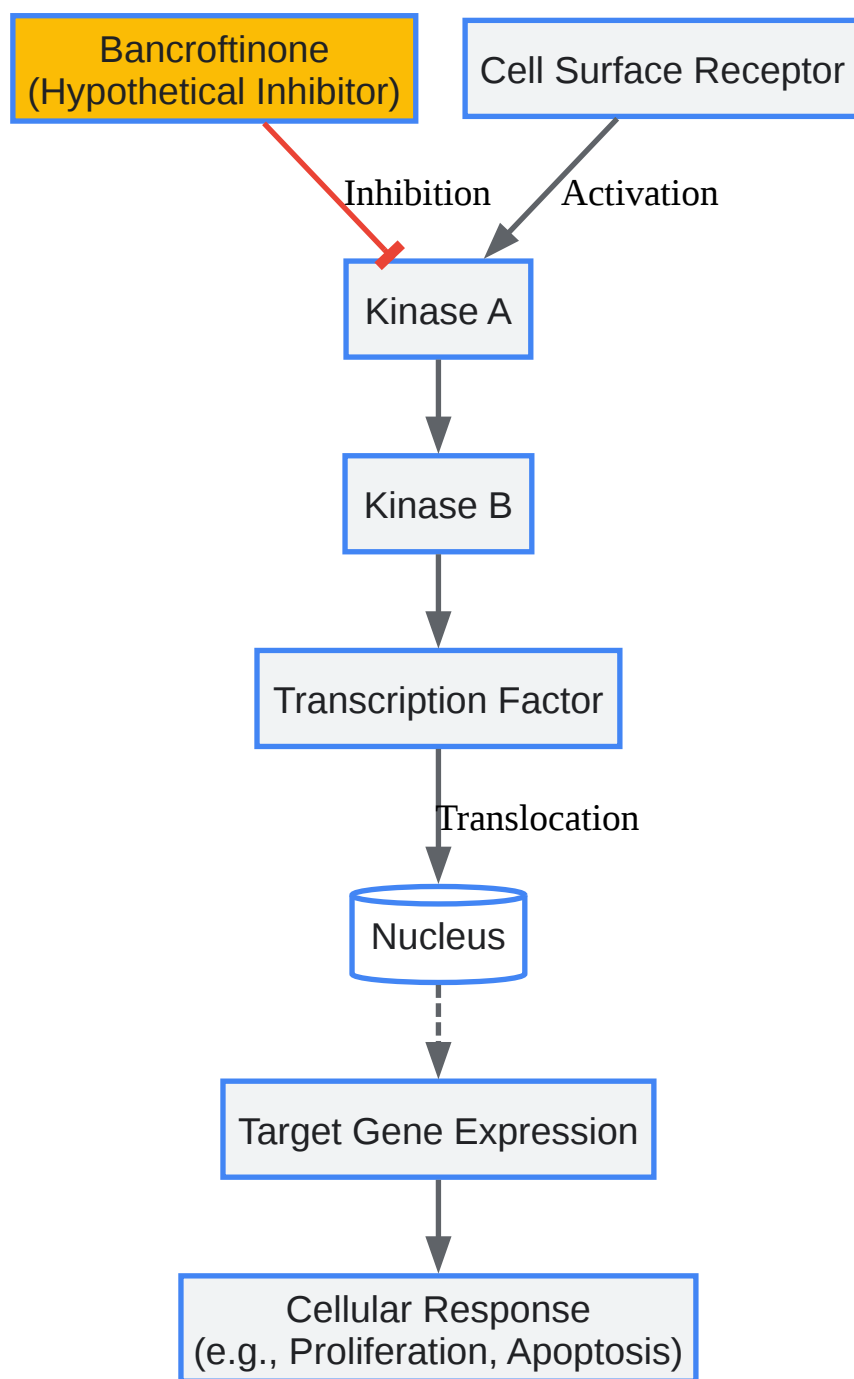 Bancroftinone
(Hypothetical Inhibitor)
Cell Surface Receptor
Inhibition
Activation
Kinase A
Kinase B
Transcription Factor
Translocation
Nucleus
Target Gene Expression
Cellular Response
(e.g., Proliferation, Apoptosis)